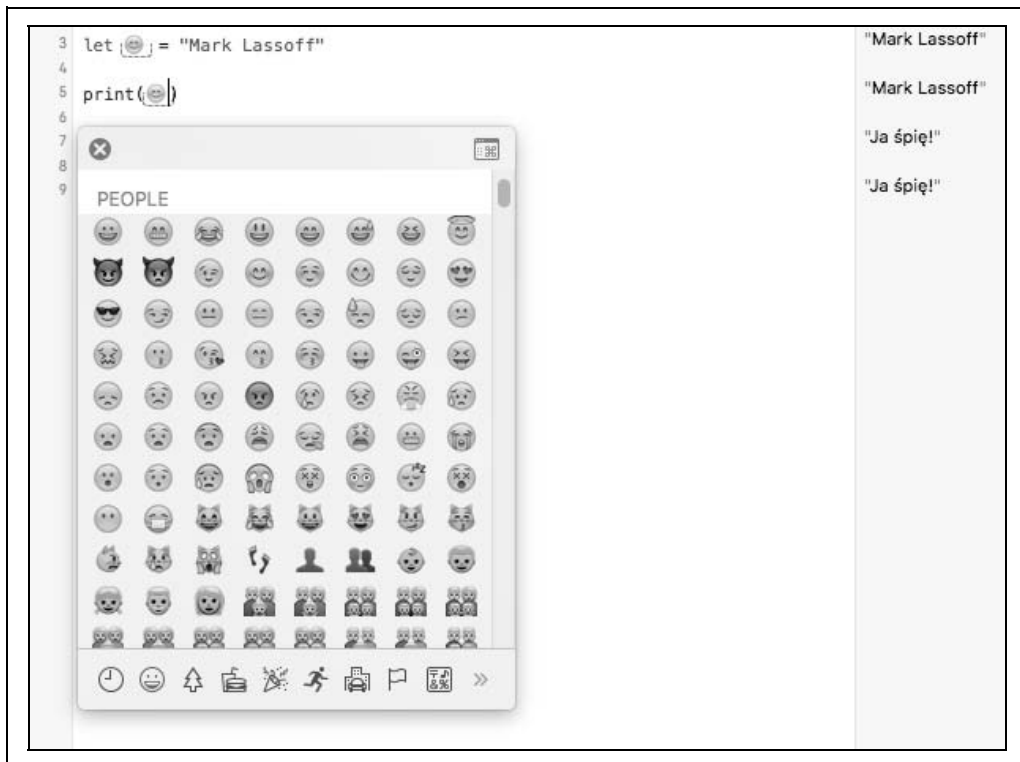 3 let 😊 = "Mark Lassoff" "Mark Lassoff"
4
5 print(😊) "Mark Lassoff"
6
7 "Ja śpię!"
8
9 "Ja śpię!"
PEOPLE